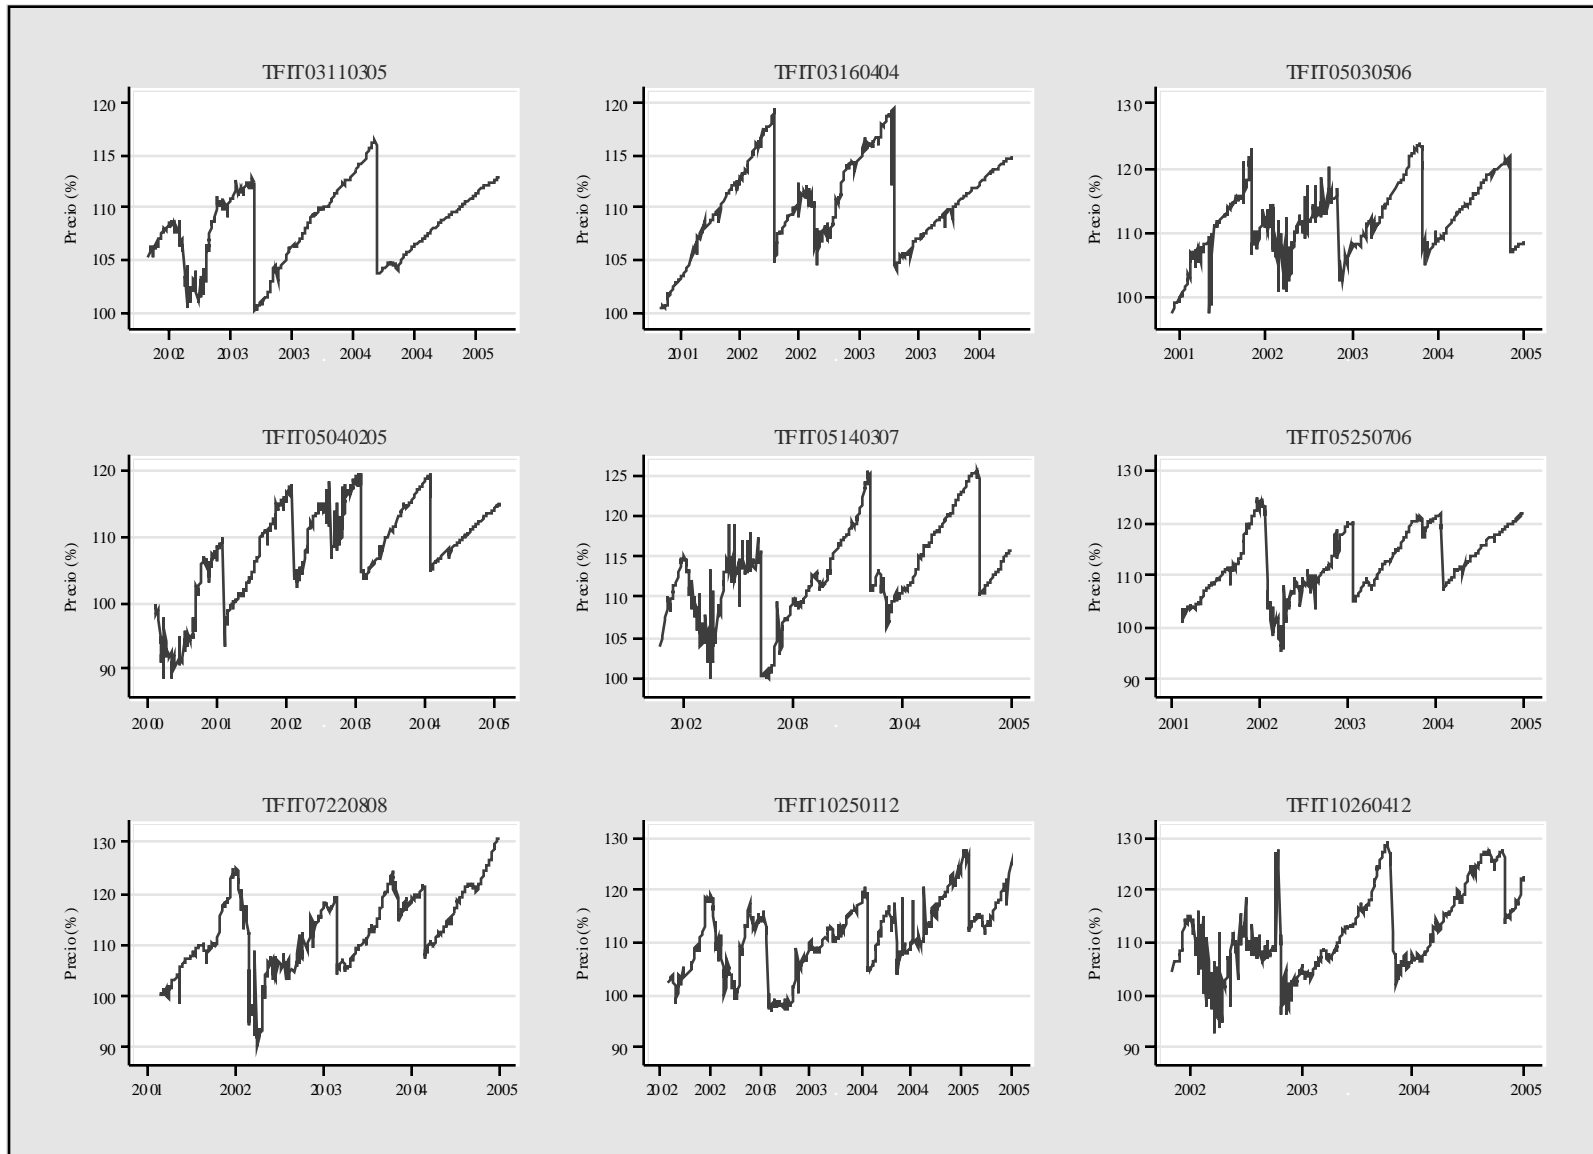 TFIT03110305 TFIT03160404 TFIT05030506
Precio (%) Precio (%) Precio (%)
120 120 130
115 115 120
110 110 110
105 105 100
100 100
2002 2003 2003 2004 2004 2005 2001 2002 2002 2003 2003 2004 2001 2002 2003 2004 2005
TFIT05040205 TFIT05140307 TFIT05250706
Precio (%) Precio (%) Precio (%)
120 125 130
110 120 120
100 115 110
90 110 100
105 90
100
2000 2001 2002 2003 2004 2005 2002 2003 2004 2005 2001 2002 2003 2004 2005
TFIT07220808 TFIT10250112 TFIT10260412
Precio (%) Precio (%) Precio (%)
130 130 130
120 120 120
110 110 110
100 100 100
90 90 90
2001 2002 2003 2004 2005 2002 2002 2003 2003 2004 2004 2005 2005 2002 2003 2004 2005